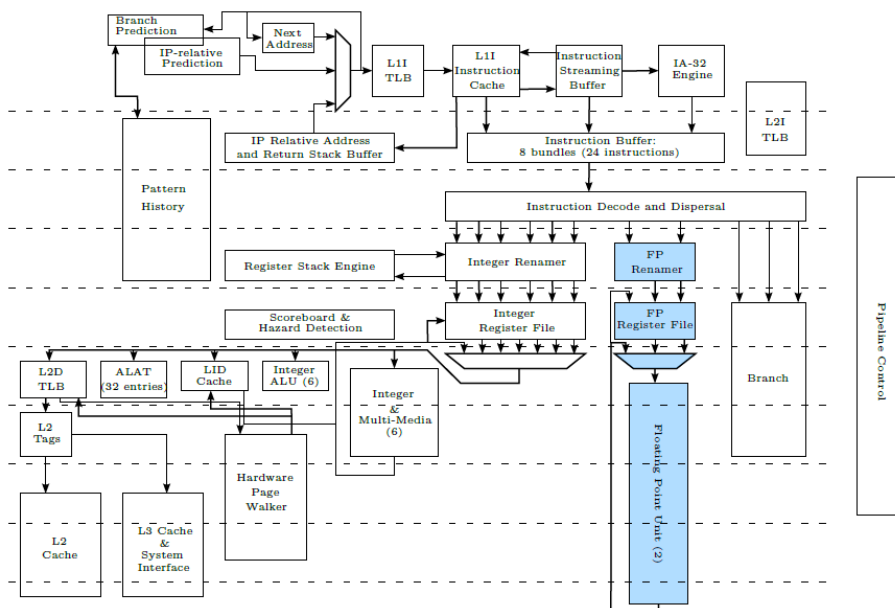 Branch
Prediction
IP-relative
Prediction
Next
Address
L1I
TLB
L1I
Instruction
Cache
Instruction
Streaming
Buffer
IA-32
Engine
L2I
TLB
Pattern
History
IP Relative Address
and Return Stack Buffer
Instruction Buffer:
8 bundles (24 instructions)
Instruction Decode and Dispersal
Register Stack Engine
Integer Renamer
FP
Renamer
Scoreboard &
Hazard Detection
Integer
Register File
FP
Register File
Branch
Pipeline Control
L2D
TLB
ALAT
(32 entries)
LID
Cache
Integer
ALU (6)
Integer
&
Multi-Media
(6)
Floating Point Unit (2)
L2
Tags
Hardware
Page
Walker
L2
Cache
L3 Cache
&
System
Interface